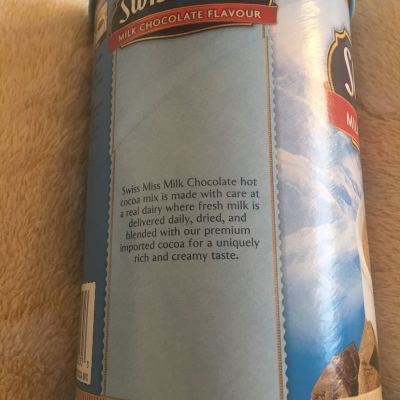 MILK CHOCOLATE FLAVOUR
Swiss Miss Milk Chocolate hot
cocoa mix is made with care at
a real dairy where fresh milk is
delivered daily, dried, and
blended with our premium
imported cocoa for a uniquely
rich and creamy taste.